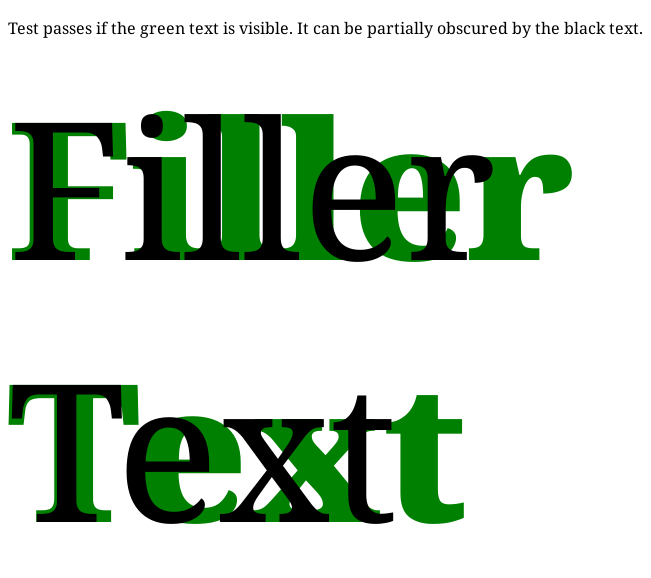 Test passes if the green text is visible. It can be partially obscured by the black text.
Filler
Text